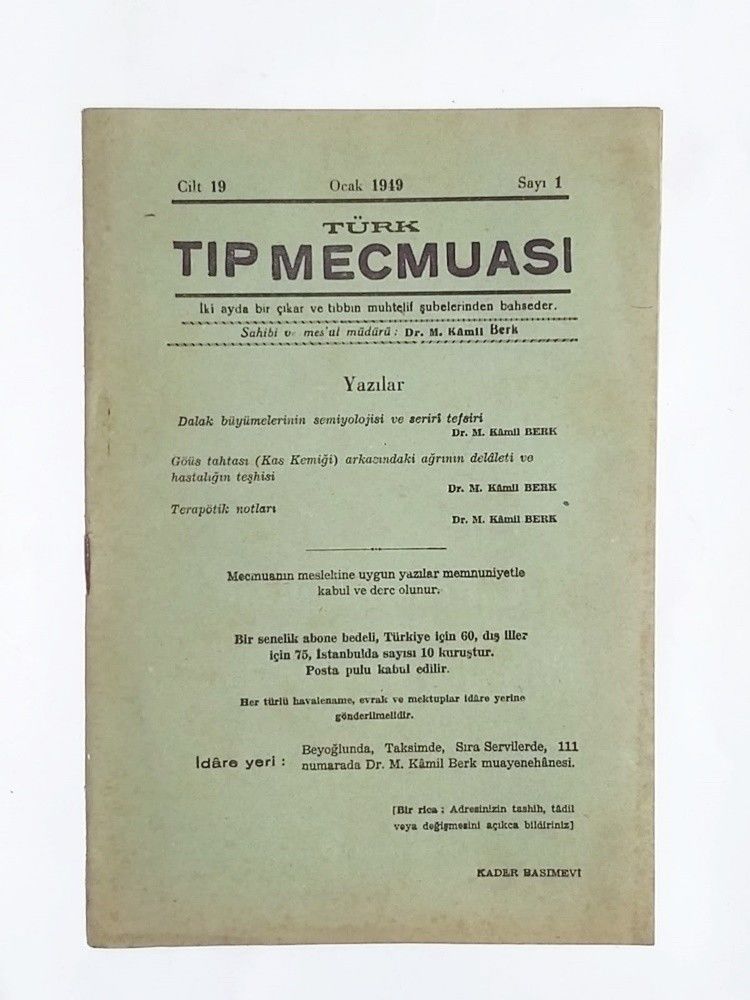 Cilt 19 Ocak 1949 Sayı 1
TÜRK
TIP MECMUASI
İki ayda bir çıkar ve tıbbın muhtelif şubelerinden bahseder.
Sahibi ve mes'ul müdürü : Dr. M. Kâmil Berk
Yazılar
Dalak büyümelerinin semiyolojisi ve serirî tefsiri
Dr. M. Kâmil BERK
Göüs tahtası (Kas Kemiği) arkasındaki ağrının delâleti ve
hastalığın teşhisi
Dr. M. Kâmil BERK
Terapötik notları
Dr. M. Kâmil BERK
Mecmuanın meslekine uygun yazılar memnuniyetle
kabul ve derc olunur.
Bir senelik abone bedeli, Türkiye için 60, dış iller
için 75, İstanbulda sayısı 10 kuruştur.
Posta pulu kabul edilir.
Her türlü havalename, evrak ve mektuplar idâre yerine
gönderilmelidir.
İdâre yeri : Beyoğlunda, Taksimde, Sıra Servilerde, 111
numarada Dr. M. Kâmil Berk muayenehânesi.
[Bir rica ; Adresinizin tashih, tâdil
veya değişmesini açıkca bildiriniz]
KADER BASIMEVİ